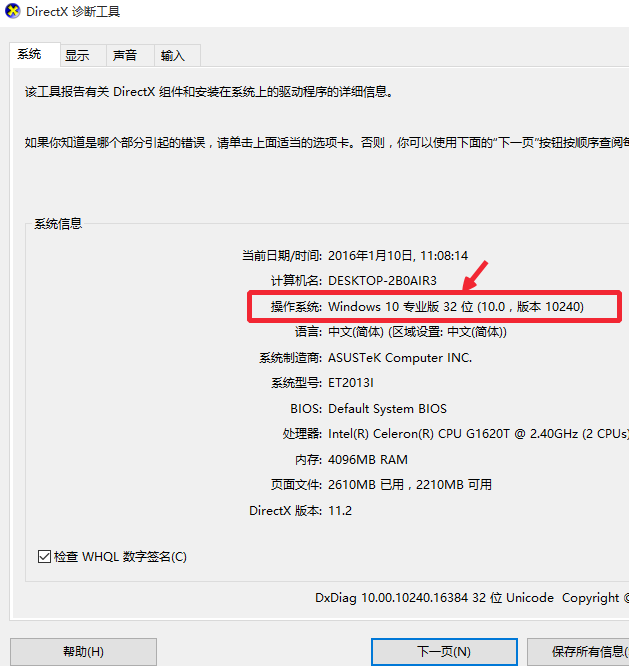 DirectX 诊断工具
系统 显示 声音 输入
该工具报告有关 DirectX 组件和安装在系统上的驱动程序的详细信息。
如果你知道是哪个部分引起的错误，请单击上面适当的选项卡。否则，你可以使用下面的"下一页"按钮按顺序查阅每
系统信息
当前日期/时间: 2016年1月10日, 11:08:14
计算机名: DESKTOP-2B0AIR3
操作系统: Windows 10 专业版 32 位 (10.0，版本 10240)
语言: 中文(简体) (区域设置: 中文(简体))
系统制造商: ASUSTeK Computer INC.
系统型号: ET2013I
BIOS: Default System BIOS
处理器: Intel(R) Celeron(R) CPU G1620T @ 2.40GHz (2 CPUs)
内存: 4096MB RAM
页面文件: 2610MB 已用，2210MB 可用
DirectX 版本: 11.2
检查 WHQL 数字签名(C)
DxDiag 10.00.10240.16384 32 位 Unicode Copyright ©
帮助(H) 下一页(N) 保存所有信息(